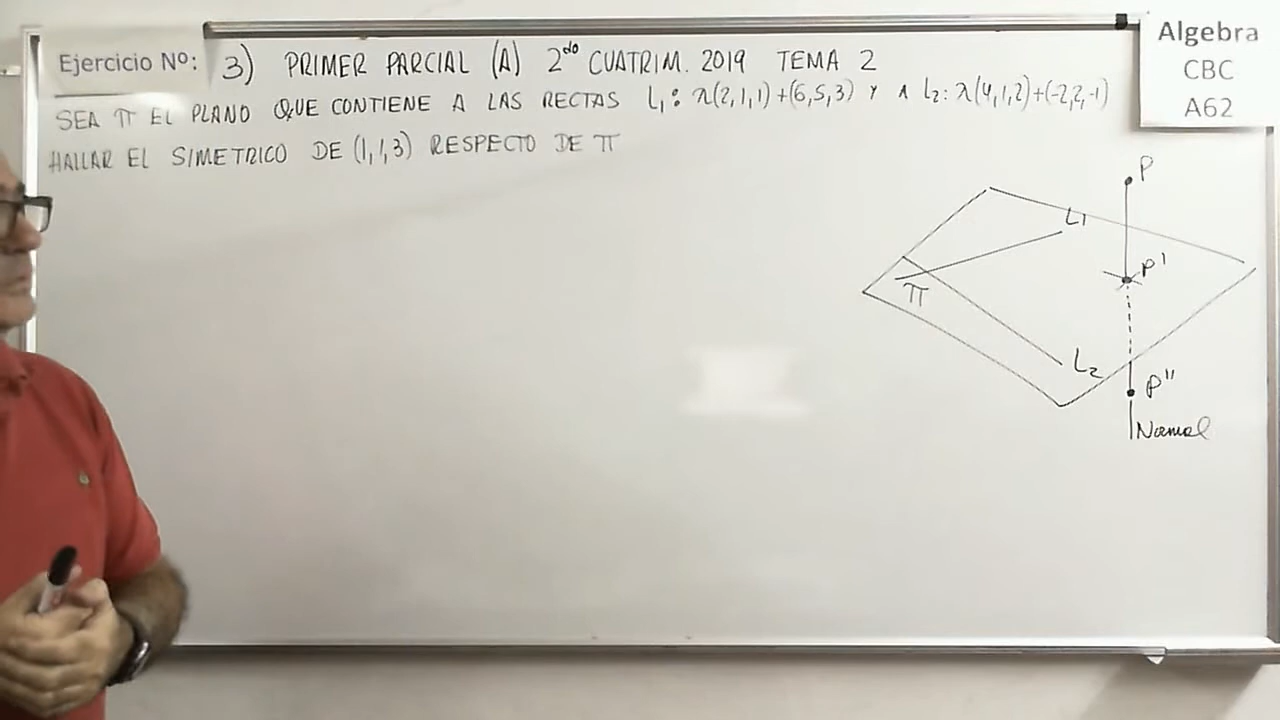 Ejercicio Nº: 3) PRIMER PARCIAL (A) 2do CUATRIM. 2019 TEMA 2
SEA π EL PLANO QUE CONTIENE A LAS RECTAS L1: λ(2,1,1)+(6,5,3) Y A L2: λ(4,1,2)+(-2,2,-1)
HALLAR EL SIMETRICO DE (1,1,3) RESPECTO DE π
Algebra
CBC
A62
P
L1
P'
π
L2
P''
Normal